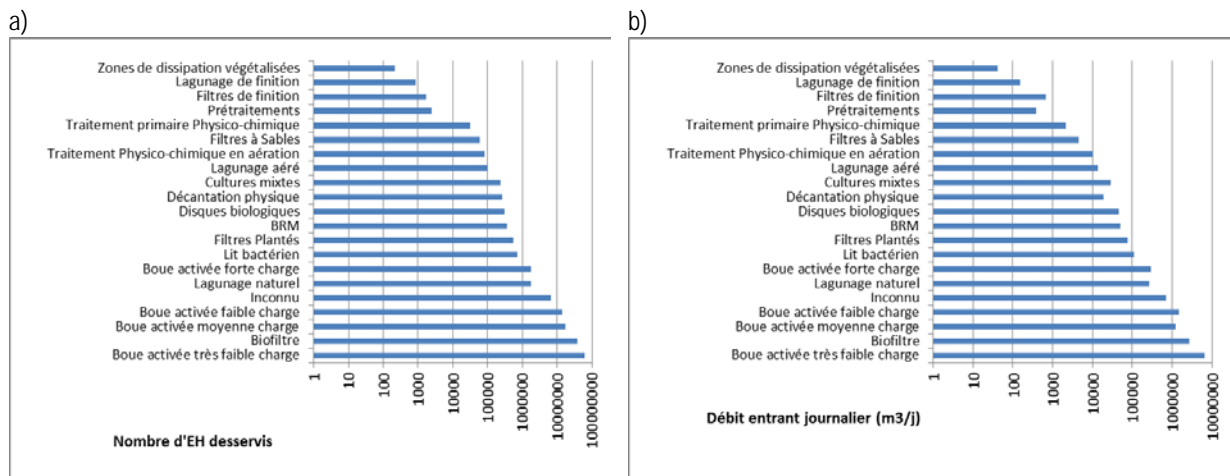 a)
Zones de dissipation végétalisées
Lagunage de finition
Filtres de finition
Prétraitements
Traitement primaire Physico-chimique
Filtres à Sables
Traitement Physico-chimique en aération
Lagunage aéré
Cultures mixtes
Décantation physique
Disques biologiques
BRM
Filtres Plantés
Lit bactérien
Boue activée forte charge
Lagunage naturel
Inconnu
Boue activée faible charge
Boue activée moyenne charge
Biofiltre
Boue activée très faible charge
1
10
100
1000
10000
100000
1000000
10000000
100000000
Nombre d'EH desservis
b)
Zones de dissipation végétalisées
Lagunage de finition
Filtres de finition
Prétraitements
Traitement primaire Physico-chimique
Filtres à Sables
Traitement Physico-chimique en aération
Lagunage aéré
Cultures mixtes
Décantation physique
Disques biologiques
BRM
Filtres Plantés
Lit bactérien
Boue activée forte charge
Lagunage naturel
Inconnu
Boue activée faible charge
Boue activée moyenne charge
Biofiltre
Boue activée très faible charge
1
10
100
1000
10000
100000
1000000
10000000
Débit entrant journalier (m3/j)